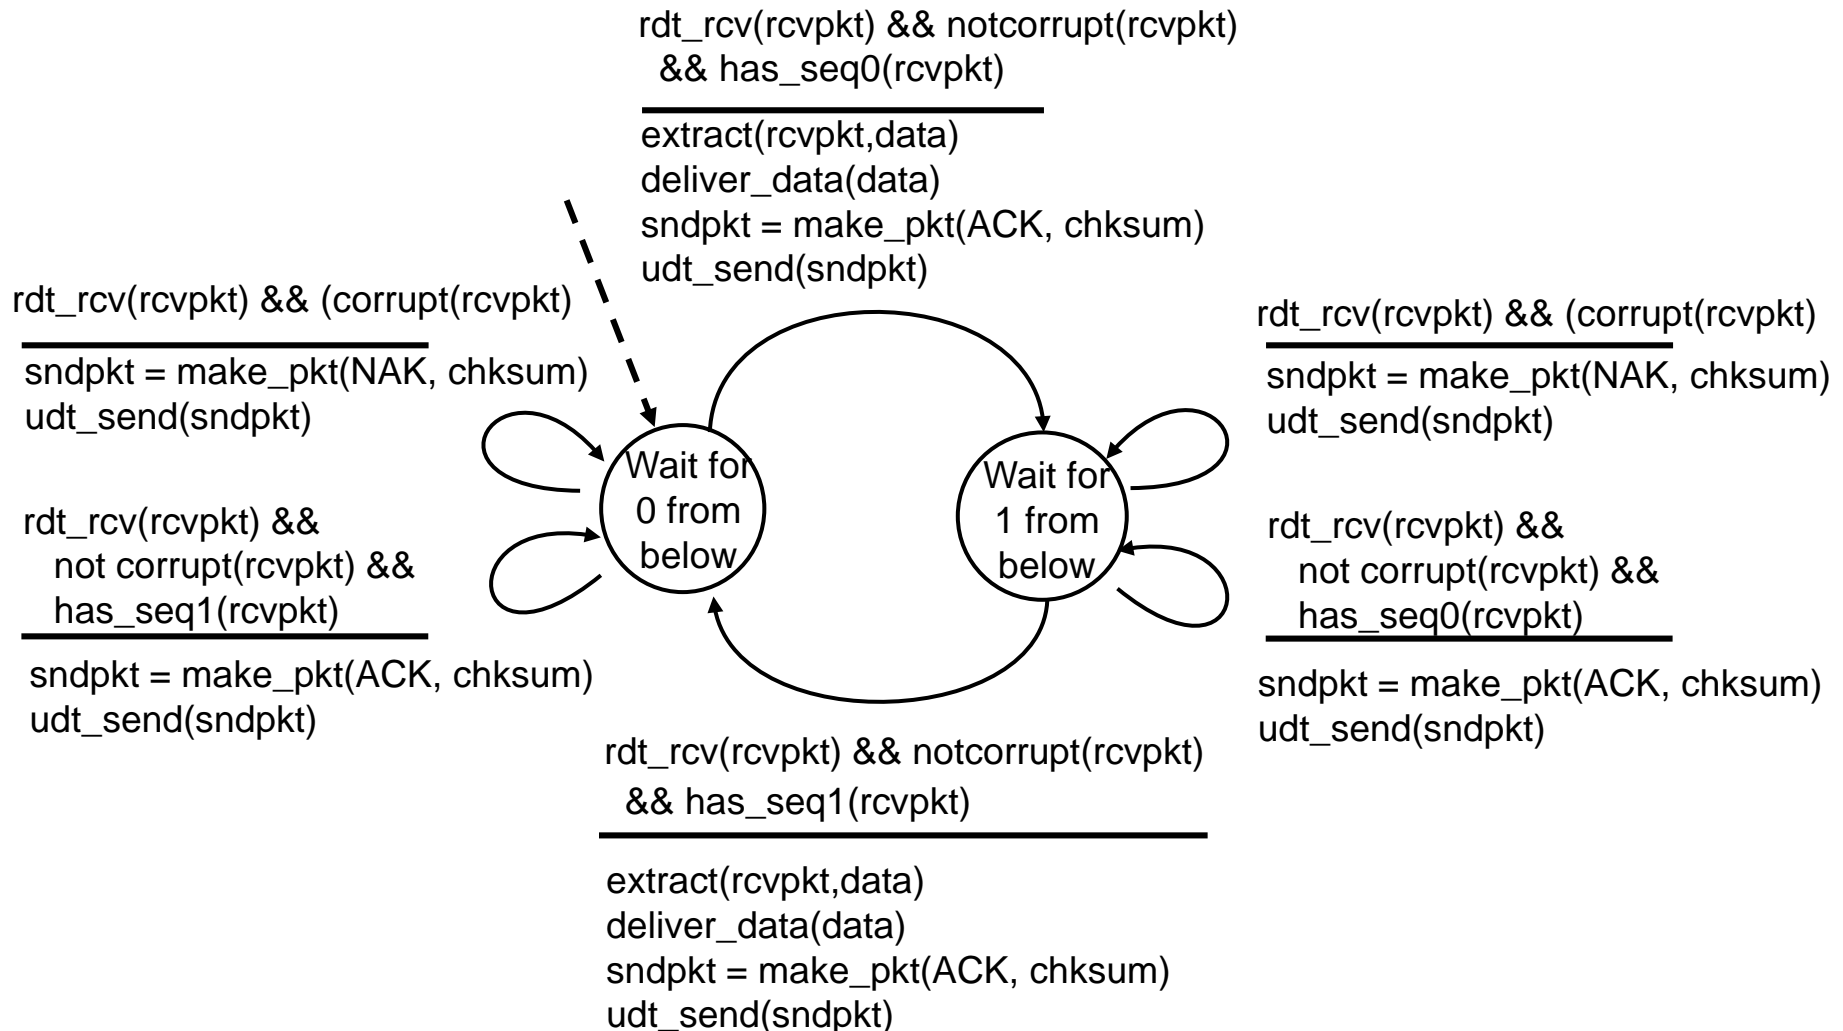 rdt_rcv(rcvpkt) && notcorrupt(rcvpkt)
&& has_seq0(rcvpkt)
extract(rcvpkt,data)
deliver_data(data)
sndpkt = make_pkt(ACK, chksum)
udt_send(sndpkt)
rdt_rcv(rcvpkt) && (corrupt(rcvpkt)
sndpkt = make_pkt(NAK, chksum)
udt_send(sndpkt)
rdt_rcv(rcvpkt) &&
not corrupt(rcvpkt) &&
has_seq1(rcvpkt)
sndpkt = make_pkt(ACK, chksum)
udt_send(sndpkt)
Wait for
0 from
below
Wait for
1 from
below
rdt_rcv(rcvpkt) && (corrupt(rcvpkt)
sndpkt = make_pkt(NAK, chksum)
udt_send(sndpkt)
rdt_rcv(rcvpkt) &&
not corrupt(rcvpkt) &&
has_seq0(rcvpkt)
sndpkt = make_pkt(ACK, chksum)
udt_send(sndpkt)
rdt_rcv(rcvpkt) && notcorrupt(rcvpkt)
&& has_seq1(rcvpkt)
extract(rcvpkt,data)
deliver_data(data)
sndpkt = make_pkt(ACK, chksum)
udt_send(sndpkt)